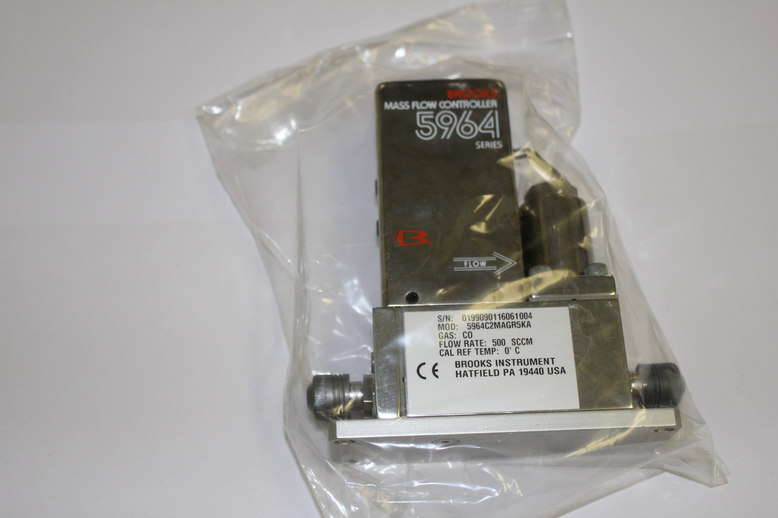 BROOKS
MASS FLOW CONTROLLER
5964
SERIES
B
FLOW
S/N: 0199090116061004
MOD: 5964C2MAGR5KA
GAS: CO
FLOW RATE: 500 SCCM
CAL REF TEMP: 0° C
CE BROOKS INSTRUMENT
HATFIELD PA 19440 USA